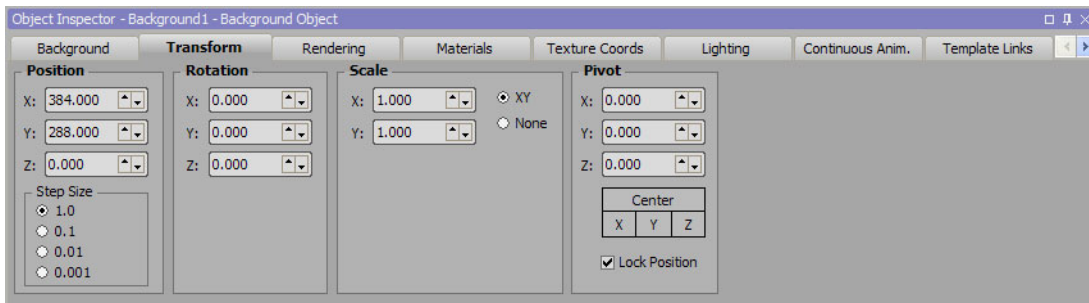 Object Inspector - Background1 - Background Object
Background Transform Rendering Materials Texture Coords Lighting Continuous Anim. Template Links
Position Rotation Scale Pivot
X: 384.000 X: 0.000 X: 1.000 XY X: 0.000
Y: 288.000 Y: 0.000 Y: 1.000 None Y: 0.000
Z: 0.000 Z: 0.000 Z: 0.000
Step Size
1.0
0.1
0.01
0.001
Center
X Y Z
Lock Position